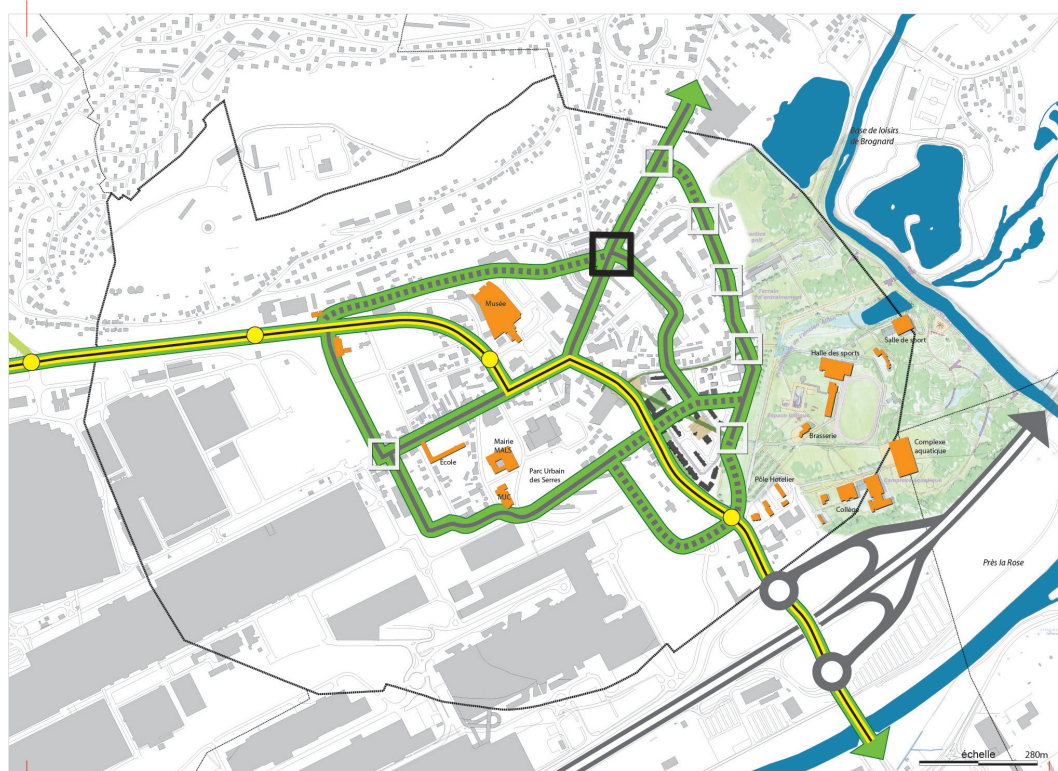 Base de loisirs
de Brognard
Musée
Salle de sport
Halle des sports
Brasserie
Complexe
aquatique
Ecole
Mairie
MALS
Parc Urbain
des Serres
MJC
Pôle Hotelier
Collège
Près la Rose
échelle
280m